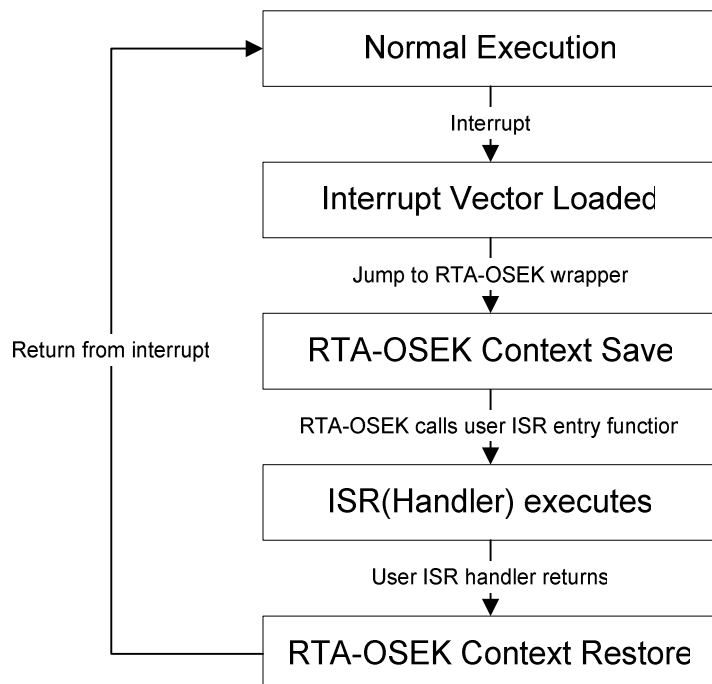 Normal Execution
Interrupt
Interrupt Vector Loaded
Jump to RTA-OSEK wrapper
RTA-OSEK Context Save
Return from interrupt
RTA-OSEK calls user ISR entry function
ISR(Handler) executes
User ISR handler returns
RTA-OSEK Context Restore